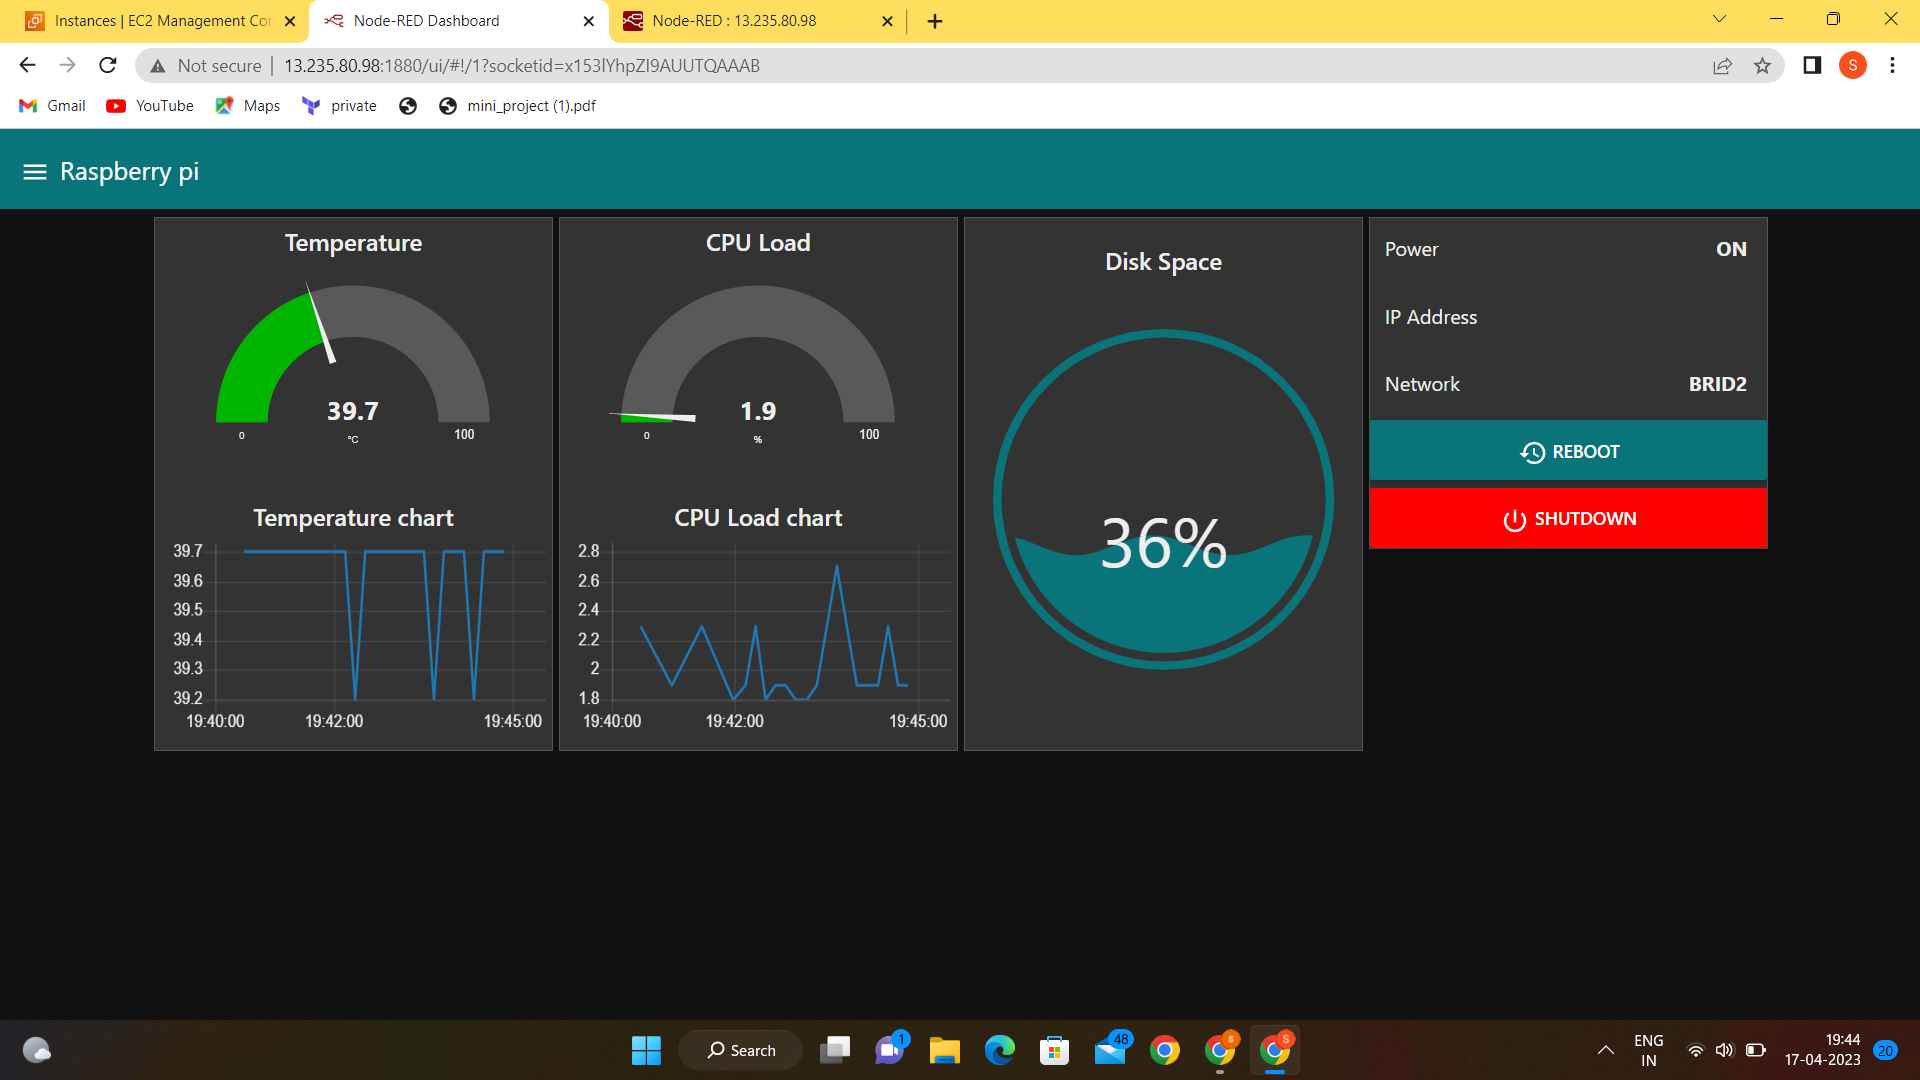 Instances | EC2 Management Con
Node-RED Dashboard
Node-RED : 13.235.80.98
Not secure
13.235.80.98:1880/ui/#!/1?socketid=x153lYhpZI9AUUTQAAAB
S
Gmail
YouTube
Maps
private
mini_project (1).pdf
Raspberry pi
Temperature
39.7
°C
0
100
Temperature chart
39.7
39.6
39.5
39.4
39.3
39.2
19:40:00
19:42:00
19:45:00
CPU Load
1.9
%
0
100
CPU Load chart
2.8
2.6
2.4
2.2
2
1.8
19:40:00
19:42:00
19:45:00
Disk Space
36%
Power ON
IP Address
Network BRID2
REBOOT
SHUTDOWN
Search
1
48
S
S
ENG
IN
19:44
17-04-2023
20